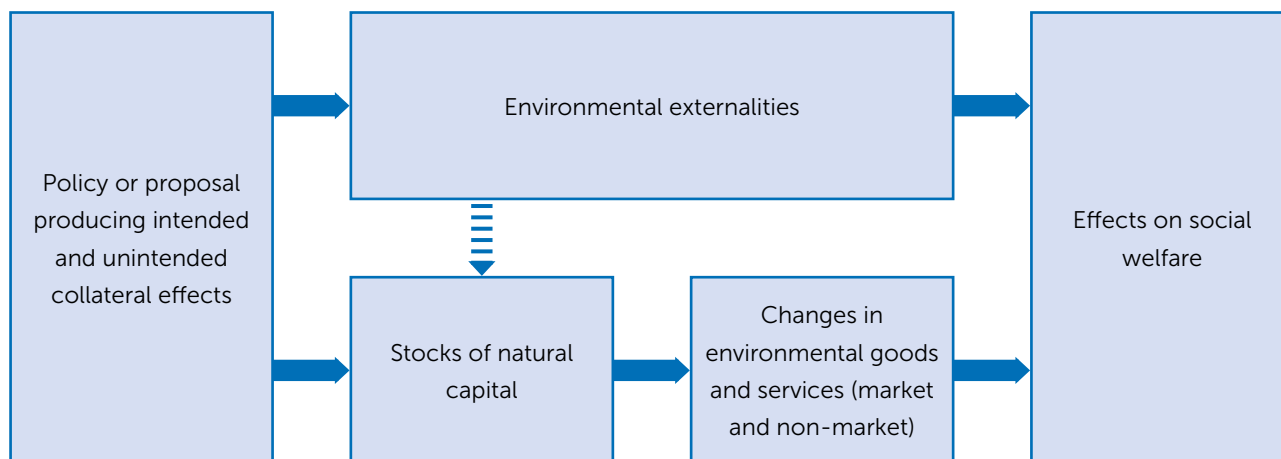 Policy or proposal
producing intended
and unintended
collateral effects
Environmental externalities
Stocks of natural
capital
Changes in
environmental goods
and services (market
and non-market)
Effects on social
welfare